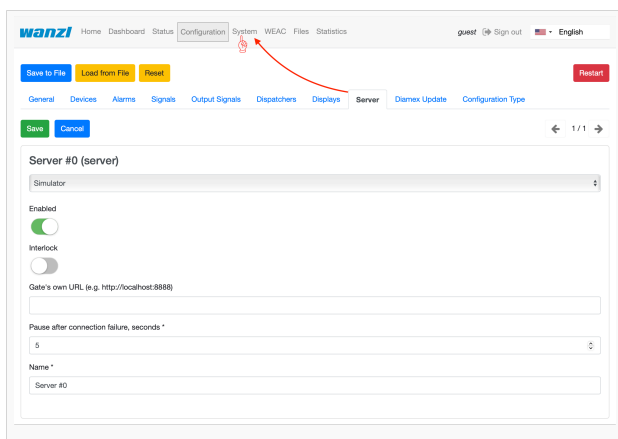 wanzl Home Dashboard Status Configuration System WEAC Files Statistics guest Sign out English
Save to File Load from File Reset Restart
General Devices Alarms Signals Output Signals Dispatchers Displays Server Diamex Update Configuration Type
Save Cancel 1 / 1
Server #0 (server)
Simulator
Enabled
Interlock
Gate's own URL (e.g. http://localhost:8888)
Pause after connection failure, seconds *
5
Name *
Server #0